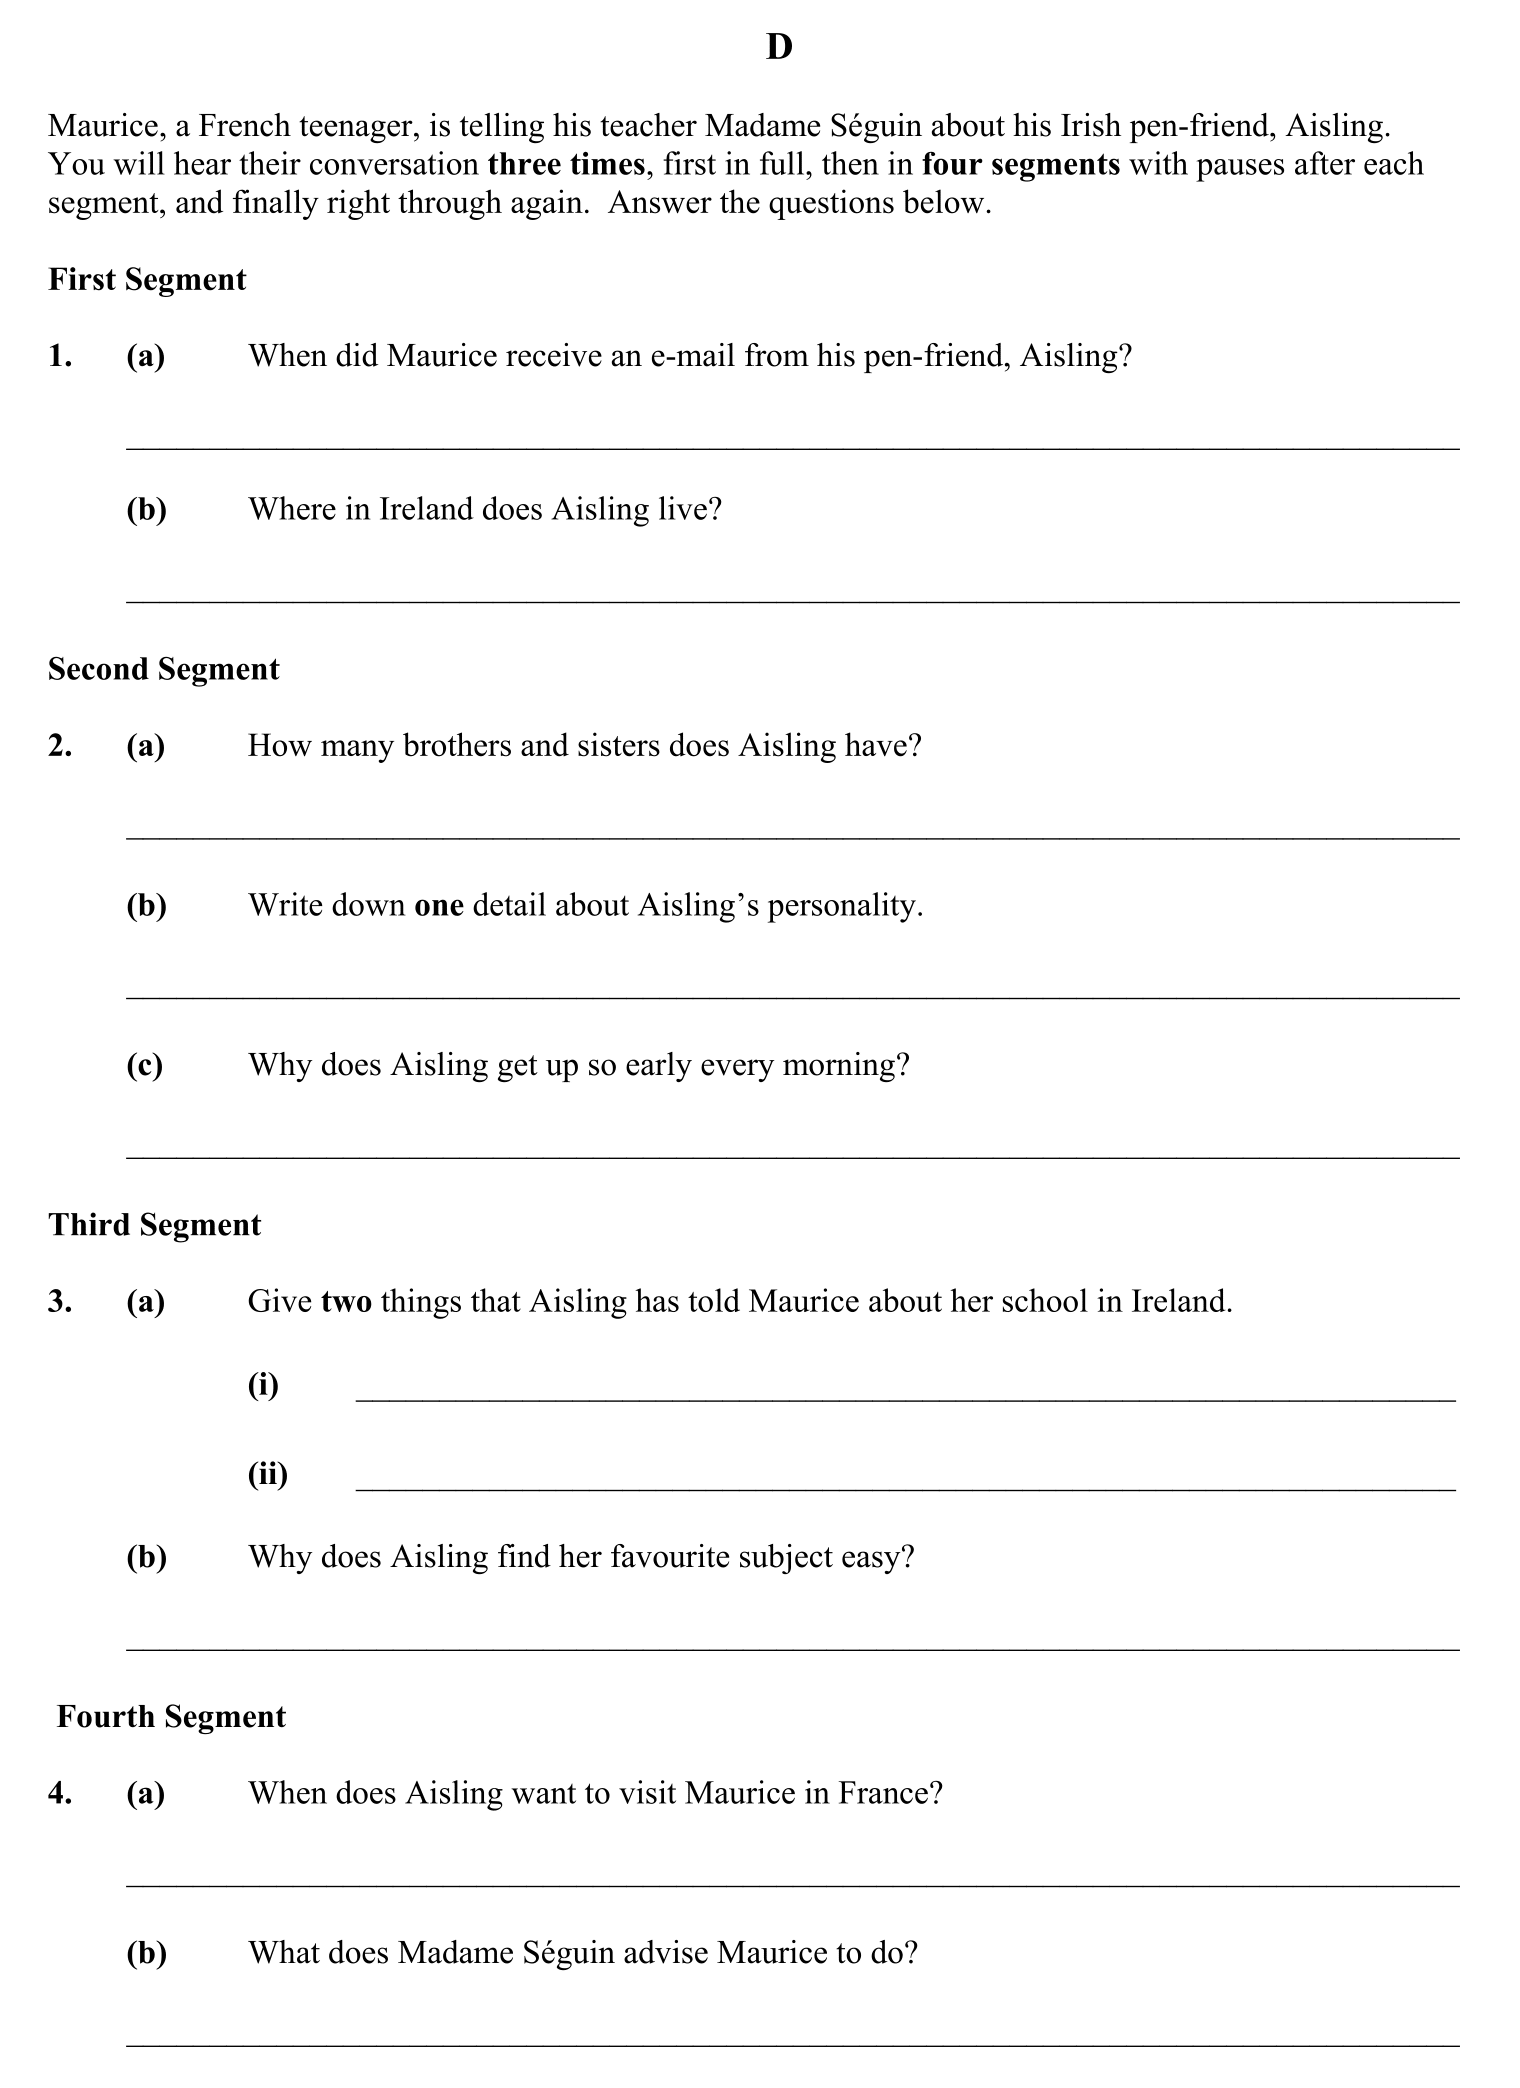 D
Maurice, a French teenager, is telling his teacher Madame Séguin about his Irish pen-friend, Aisling.
You will hear their conversation three times, first in full, then in four segments with pauses after each
segment, and finally right through again. Answer the questions below.
First Segment
1. (a) When did Maurice receive an e-mail from his pen-friend, Aisling?
(b) Where in Ireland does Aisling live?
Second Segment
2. (a) How many brothers and sisters does Aisling have?
(b) Write down one detail about Aisling’s personality.
(c) Why does Aisling get up so early every morning?
Third Segment
3. (a) Give two things that Aisling has told Maurice about her school in Ireland.
(i)
(ii)
(b) Why does Aisling find her favourite subject easy?
Fourth Segment
4. (a) When does Aisling want to visit Maurice in France?
(b) What does Madame Séguin advise Maurice to do?